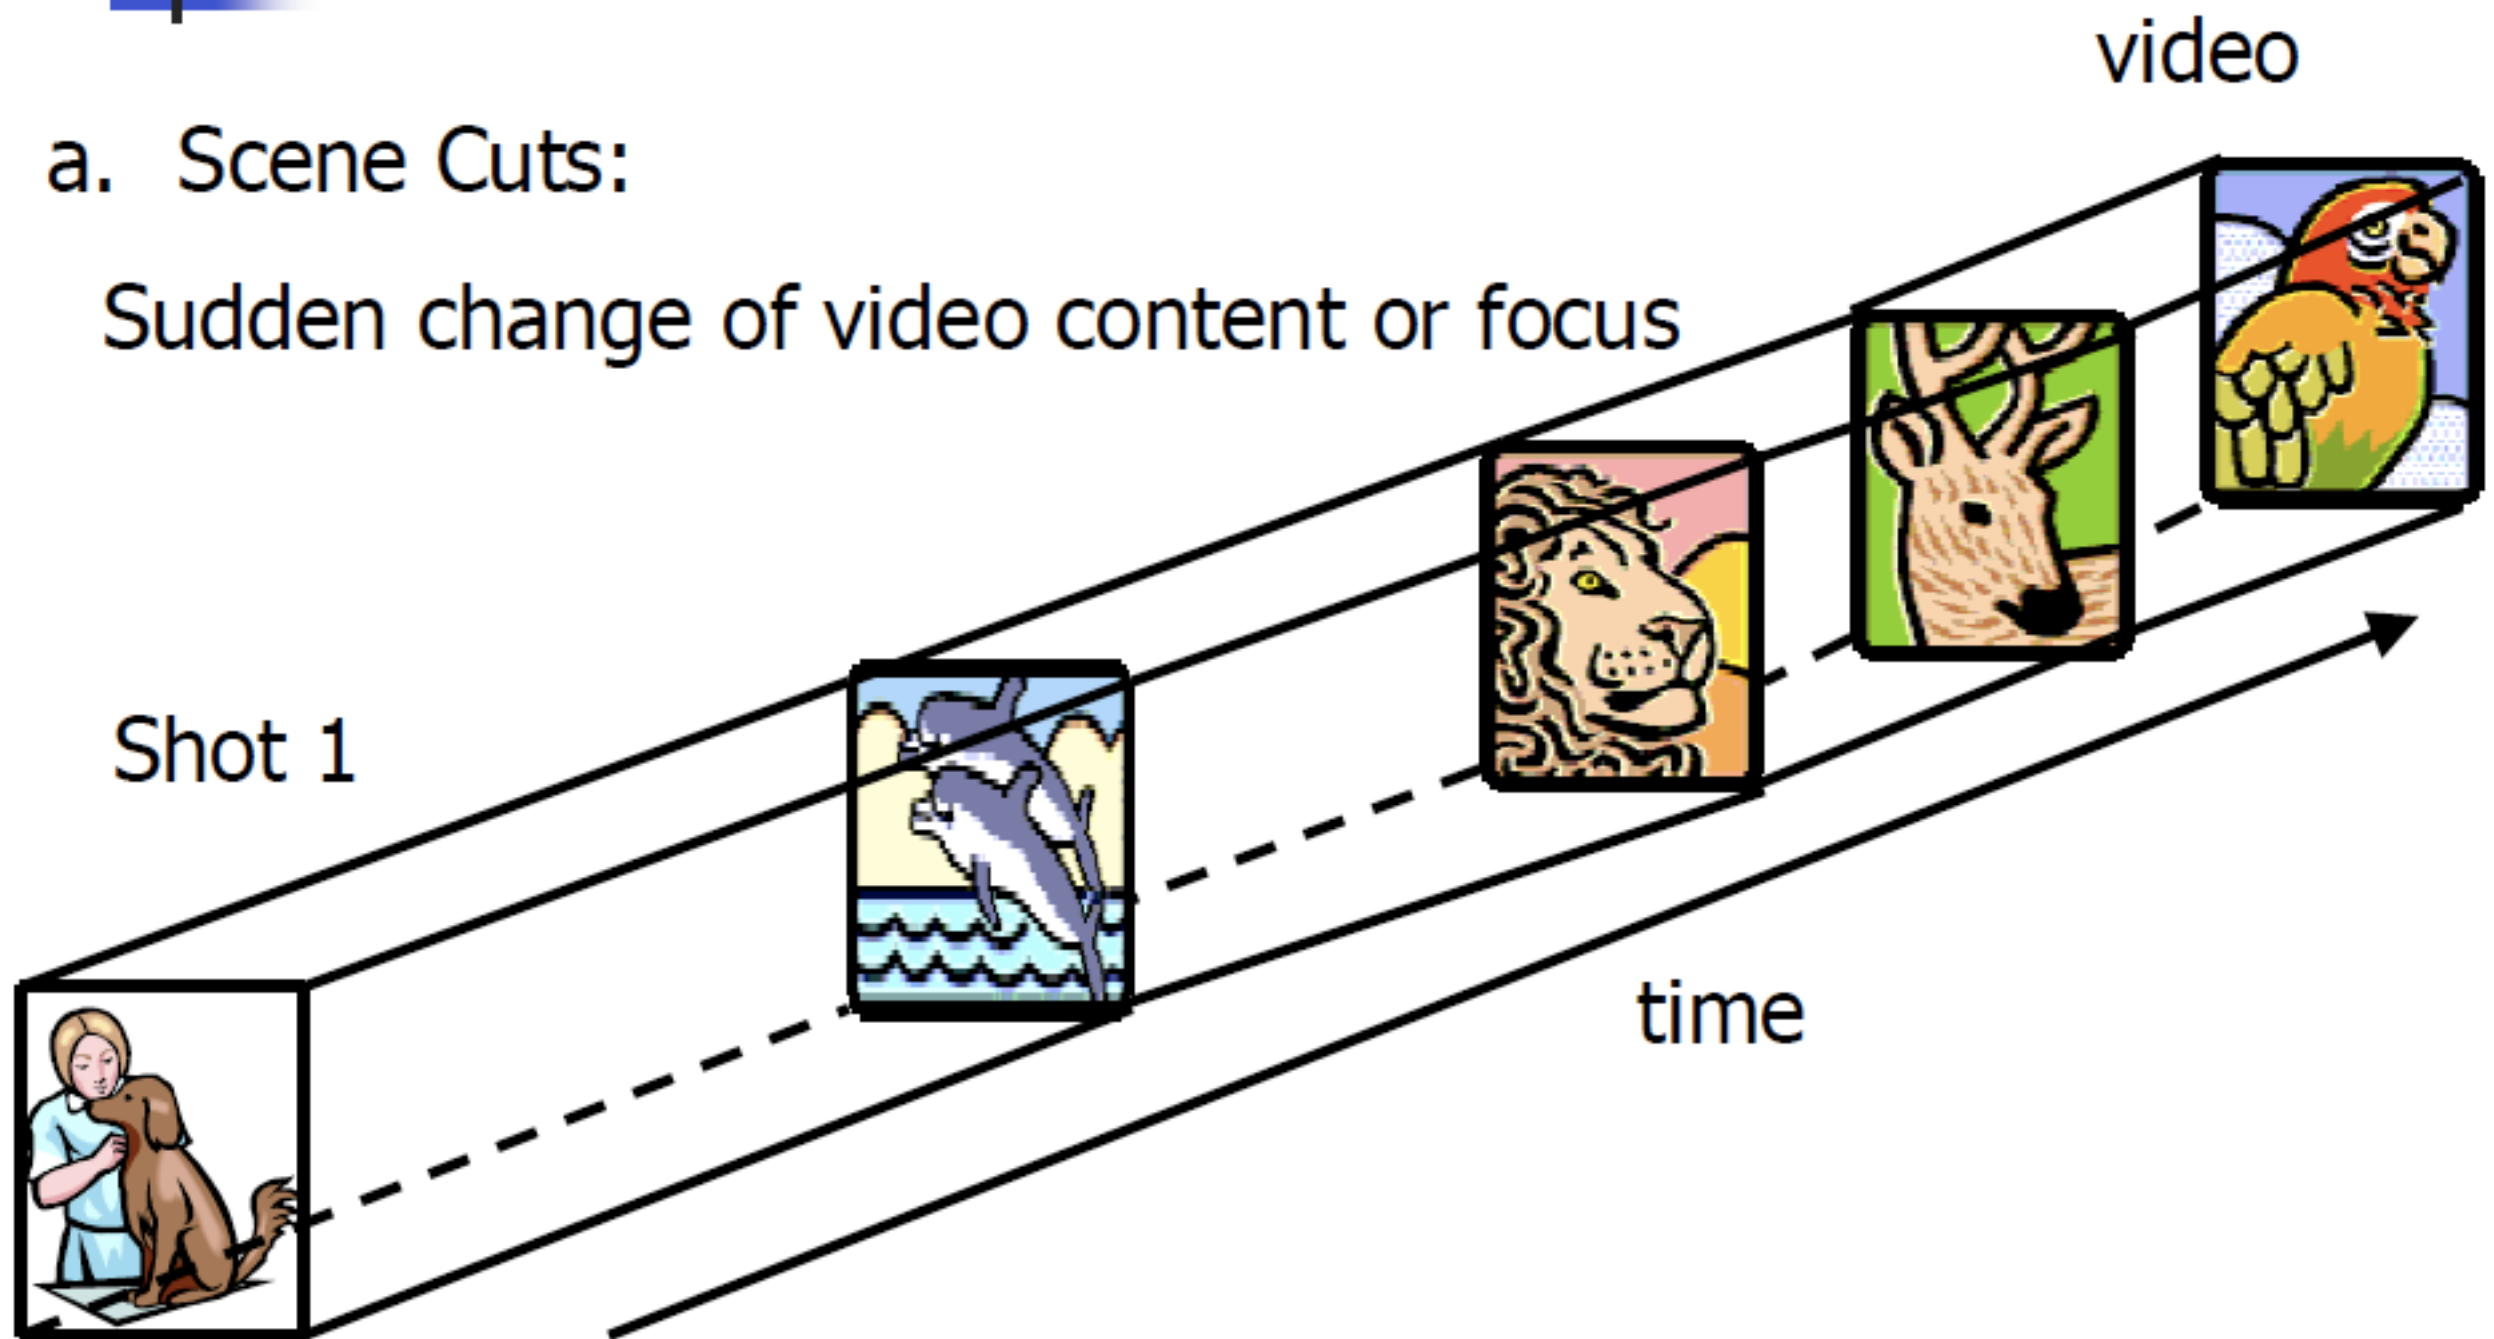 video
a. Scene Cuts:
Sudden change of video content or focus
Shot 1
time